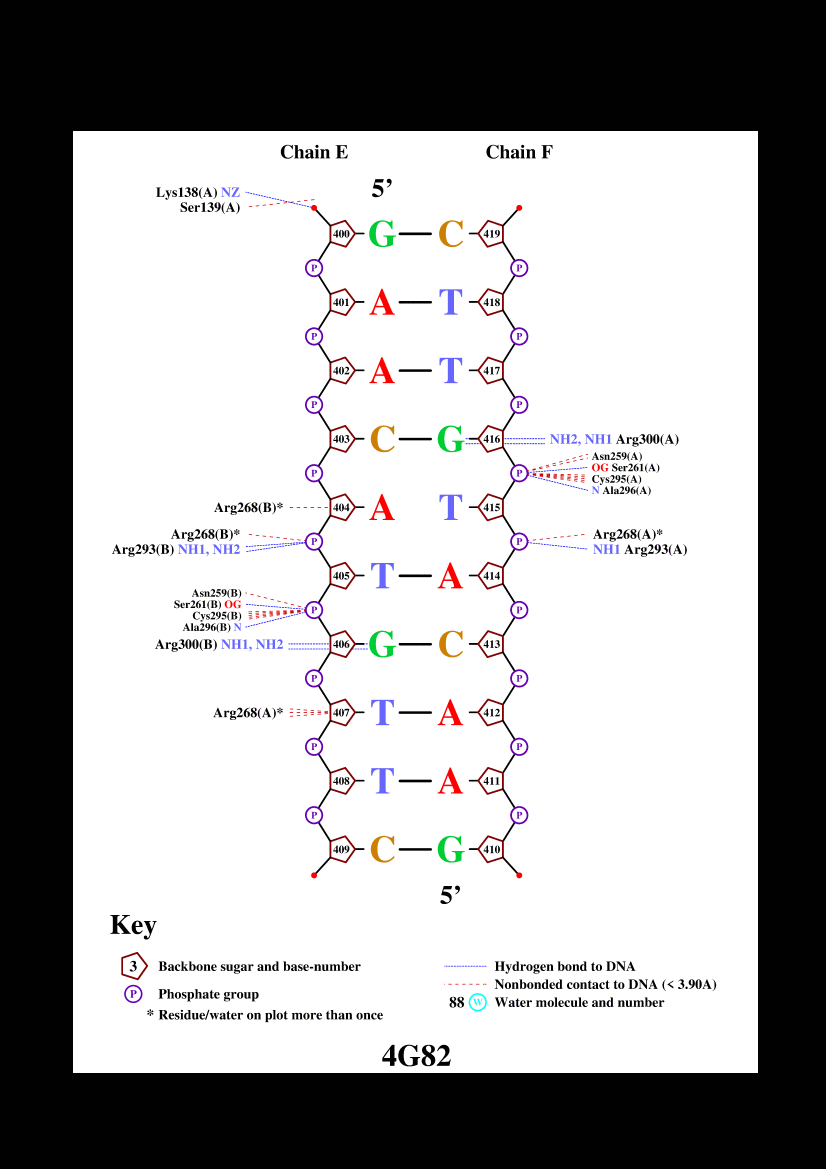 Chain E Chain F
5’
Lys138(A) NZ
Ser139(A)
400 G C 419
P P
401 A T 418
P P
402 A T 417
P P
403 C G 416 NH2, NH1 Arg300(A)
Asn259(A)
P P OG Ser261(A)
Cys295(A)
N Ala296(A)
Arg268(B)* 404 A T 415
Arg268(B)* P P Arg268(A)*
Arg293(B) NH1, NH2 NH1 Arg293(A)
405 T A 414
Asn259(B)
Ser261(B) OG P P
Cys295(B)
Ala296(B) N
Arg300(B) NH1, NH2 406 G C 413
P P
Arg268(A)* 407 T A 412
P P
408 T A 411
P P
409 C G 410
5’
Key
3 Backbone sugar and base-number Hydrogen bond to DNA
Nonbonded contact to DNA (< 3.90A)
P Phosphate group 88 W Water molecule and number
* Residue/water on plot more than once
4G82